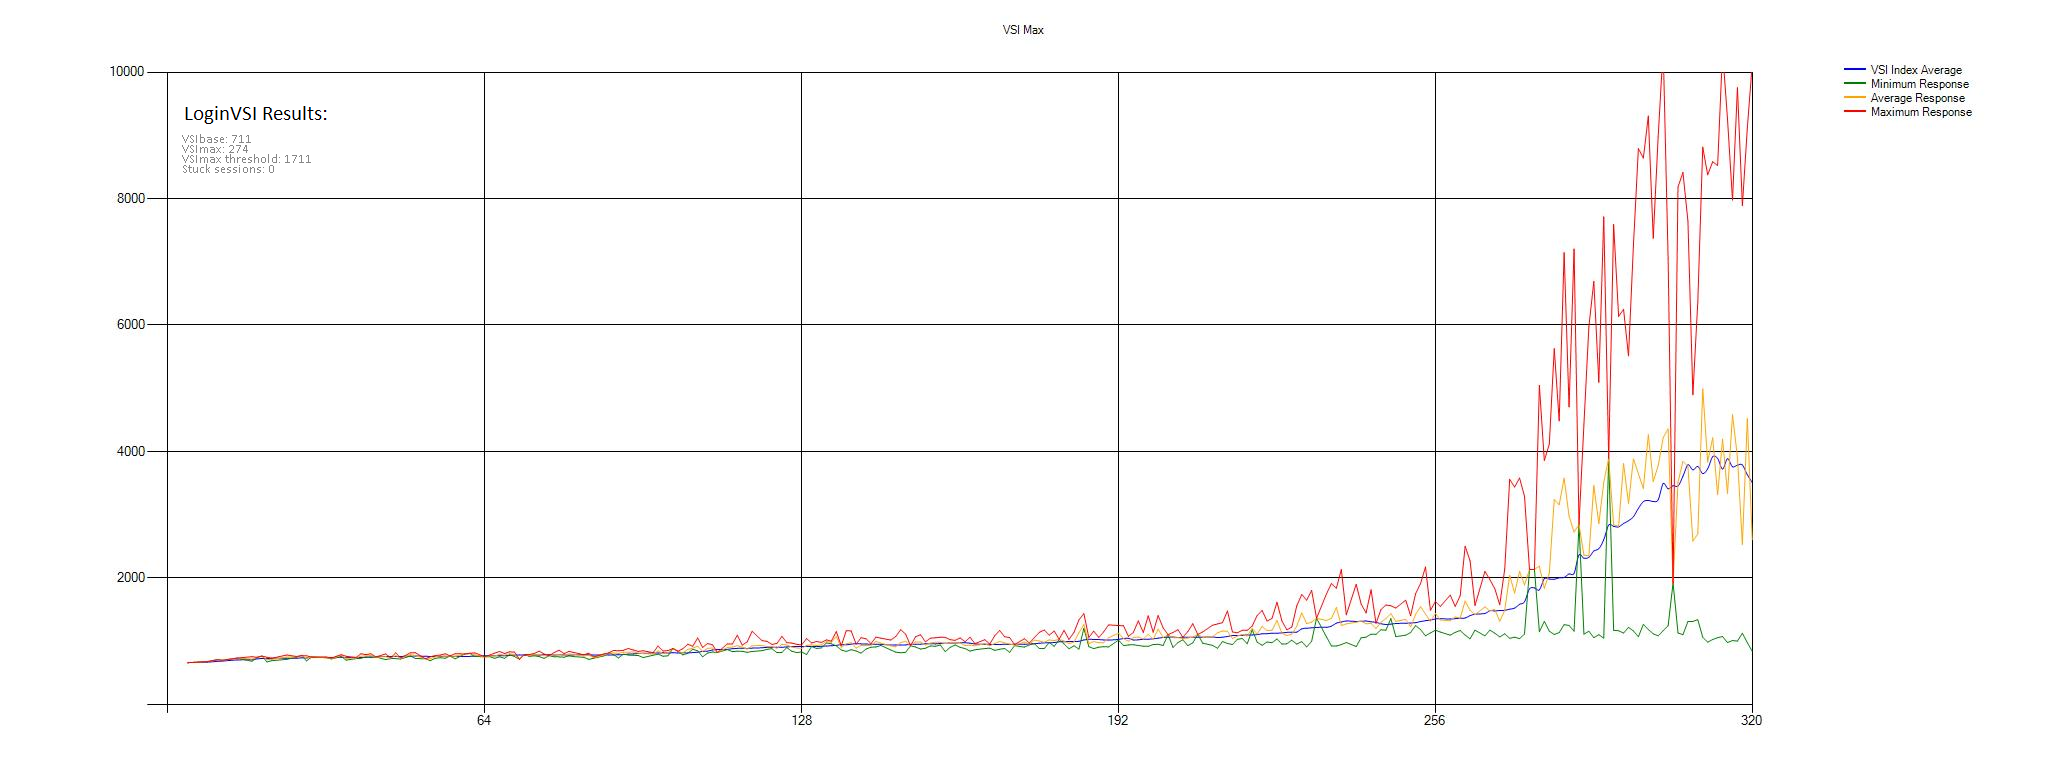 VSI Max
VSI Index Average
Minimum Response
Average Response
Maximum Response
10000
LoginVSI Results:
VSIbase: 711
VSImax: 274
VSImax threshold: 1711
Stuck sessions: 0
8000
6000
4000
2000
64
128
192
256
320